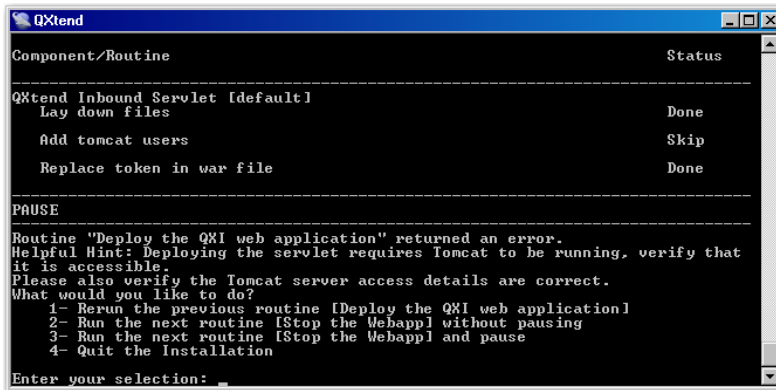 QXtend
Component/Routine Status
QXtend Inbound Servlet [default]
Lay down files Done
Add tomcat users Skip
Replace token in war file Done
PAUSE
Routine "Deploy the QXI web application" returned an error.
Helpful Hint: Deploying the servlet requires Tomcat to be running, verify that
it is accessible.
Please also verify the Tomcat server access details are correct.
What would you like to do?
1- Rerun the previous routine [Deploy the QXI web application]
2- Run the next routine [Stop the Webapp] without pausing
3- Run the next routine [Stop the Webapp] and pause
4- Quit the Installation
Enter your selection: _